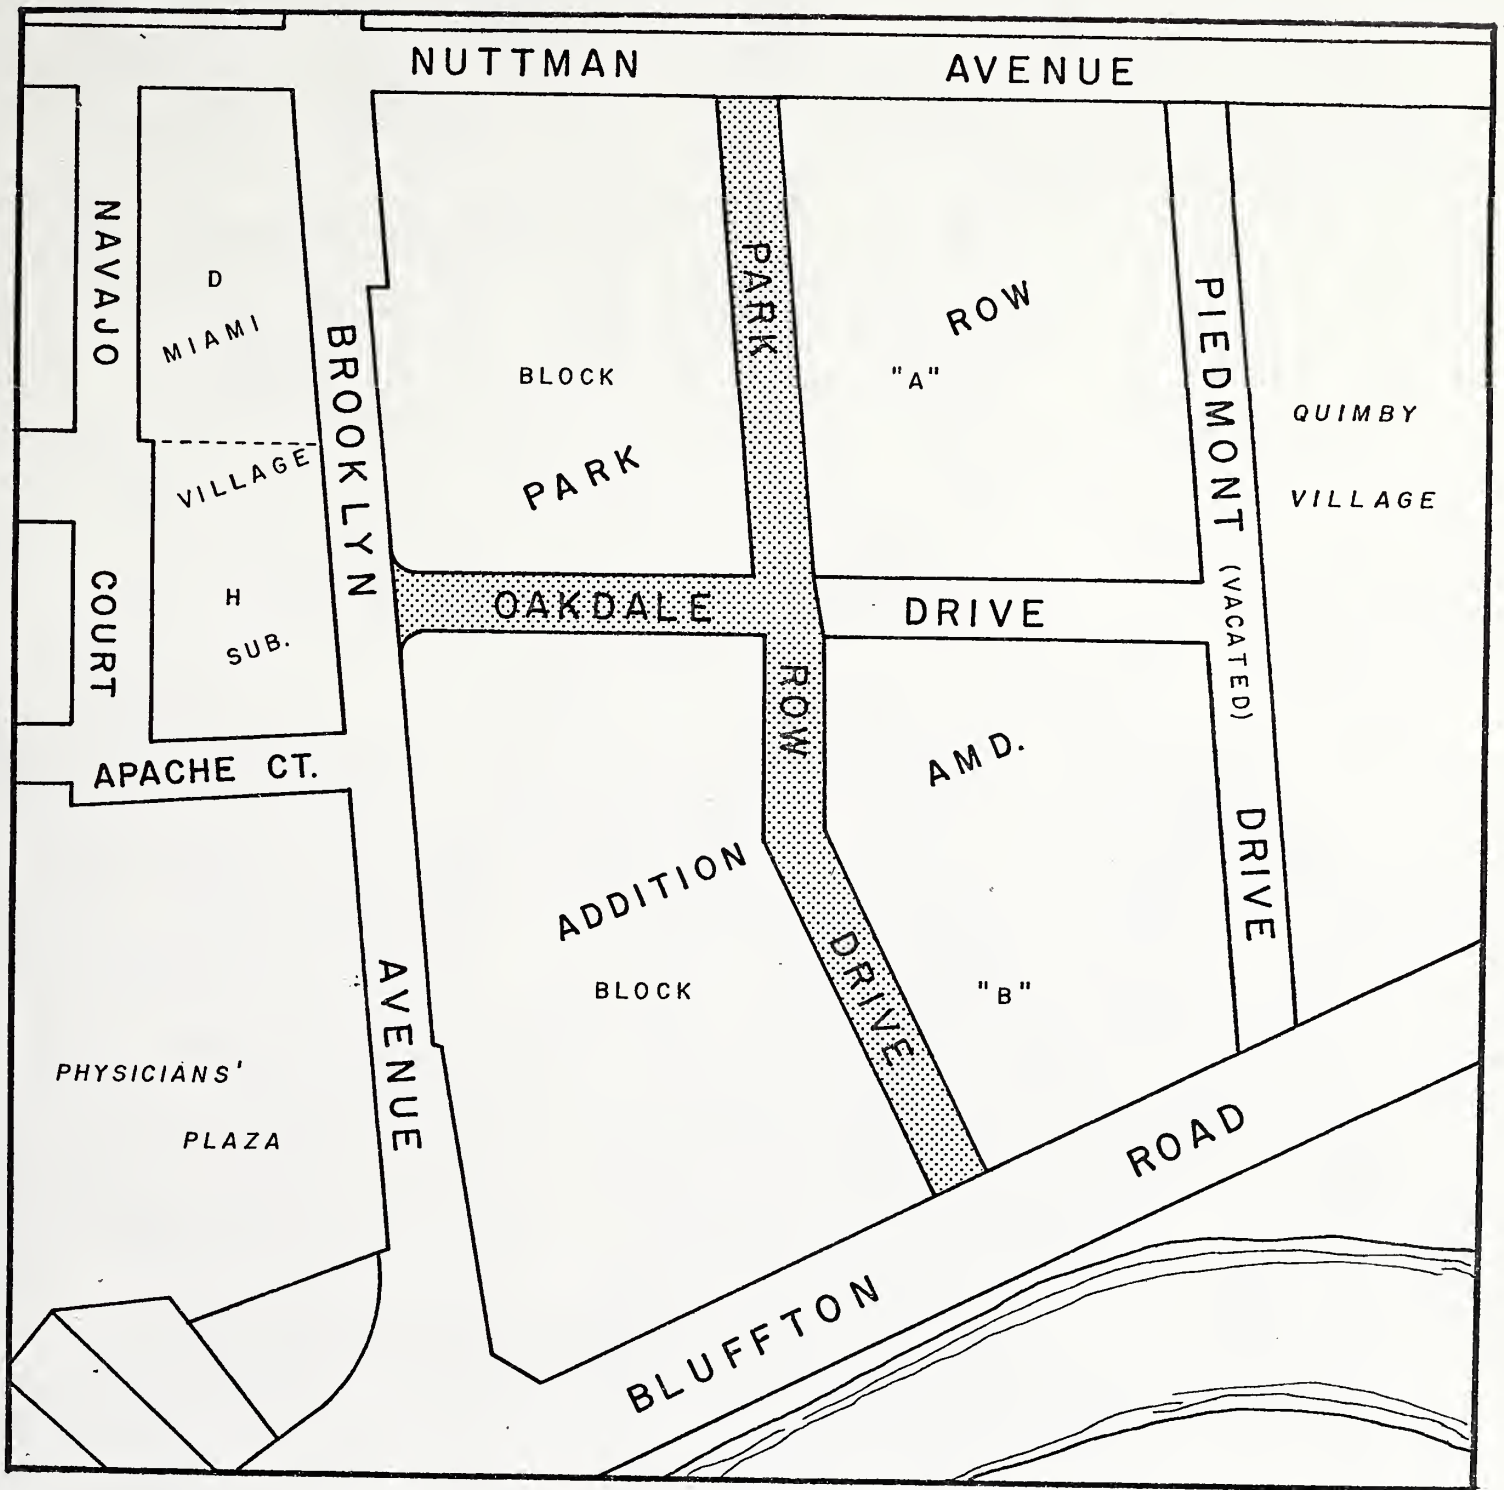 NUTTMAN AVENUE
NAVAJO COURT
D
MIAMI
VILLAGE
H
SUB.
BROOKLYN AVENUE
BLOCK "A"
PARK ROW
ADDITION AMD.
BLOCK "B"
PARK ROW DRIVE
OAKDALE DRIVE
PIEDMONT (VACATED) DRIVE
QUIMBY
VILLAGE
APACHE CT.
PHYSICIANS'
PLAZA
BLUFFTON ROAD